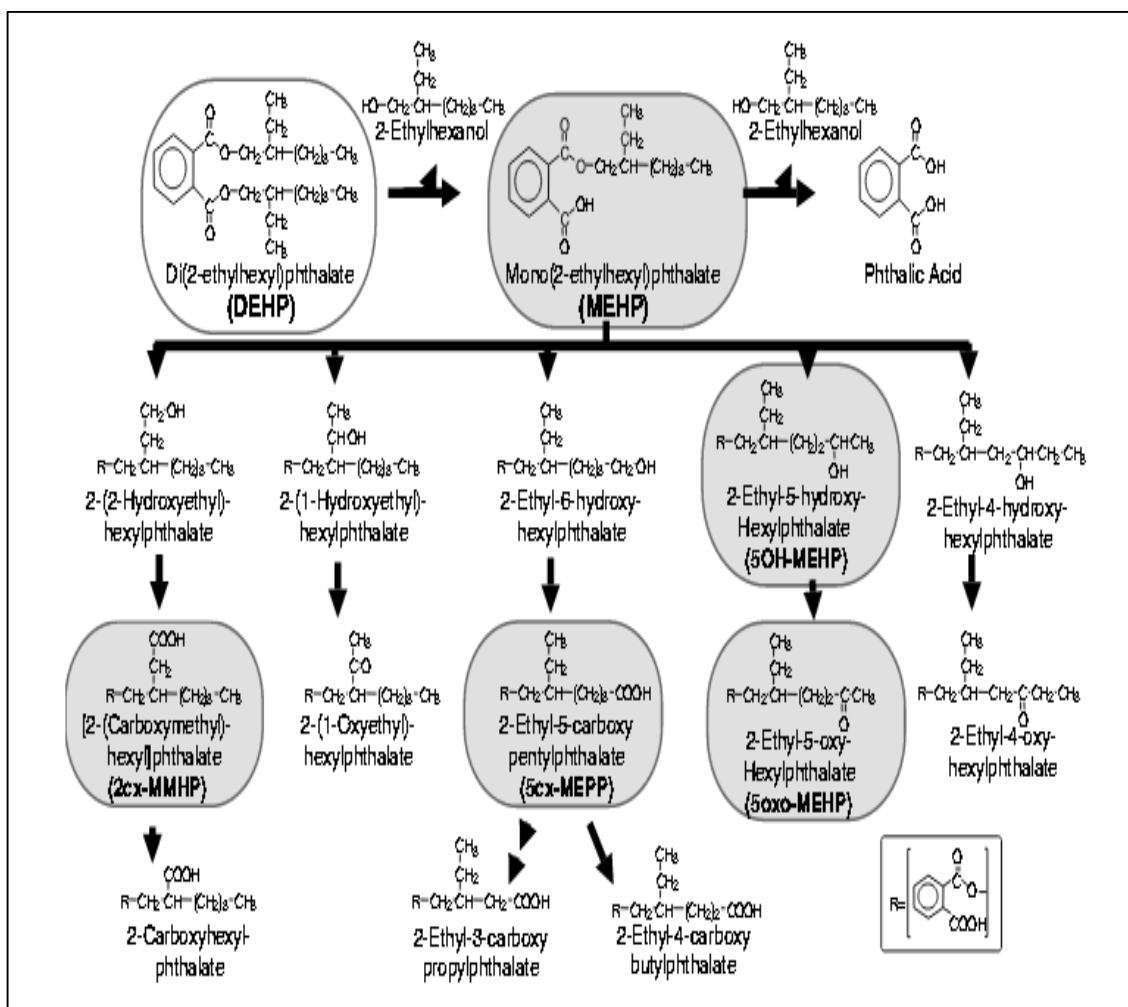 CH₃
CH₂
HO—CH₂—CH—(CH₂)₃—CH₃
2-Ethylhexanol
CH₃
CH₂
HO—CH₂—CH—(CH₂)₃—CH₃
2-Ethylhexanol
O
C
O—CH₂—CH—(CH₂)₃—CH₃
CH₂
CH₃
O—CH₂—CH—(CH₂)₃—CH₃
C
O
CH₂
CH₃
Di(2-ethylhexyl)phthalate
(DEHP)
O
C
O—CH₂—CH—(CH₂)₃—CH₃
CH₂
CH₃
OH
C
O
Mono(2-ethylhexyl)phthalate
(MEHP)
O
C
OH
OH
C
O
Phthalic Acid
CH₂-OH
CH₂
R—CH₂—CH—(CH₂)₃—CH₃
2-(2-Hydroxyethyl)-
hexylphthalate
CH₃
CHOH
R—CH₂—CH—(CH₂)₃—CH₃
2-(1-Hydroxyethyl)-
hexylphthalate
CH₃
CH₂
R—CH₂—CH—(CH₂)₃—CH₂OH
2-Ethyl-6-hydroxy-
hexylphthalate
CH₃
CH₂
R—CH₂—CH—(CH₂)₂—CHCH₃
OH
2-Ethyl-5-hydroxy-
Hexylphthalate
(5OH-MEHP)
CH₃
CH₂
R—CH₂—CH—CH₂CHCH₂—CH₃
OH
2-Ethyl-4-hydroxy-
hexylphthalate
COOH
CH₂
R—CH₂—CH—(CH₂)₃—CH₃
[2-(Carboxymethyl)-
hexyl]phthalate
(2cx-MMHP)
CH₃
CO
R—CH₂—CH—(CH₂)₃—CH₃
2-(1-Oxyethyl)-
hexylphthalate
CH₃
CH₂
R—CH₂—CH—(CH₂)₃—COOH
2-Ethyl-5-carboxy
pentylphthalate
(5cx-MEPP)
CH₃
CH₂
R—CH₂—CH—(CH₂)₂—CCH₃
O
2-Ethyl-5-oxy-
Hexylphthalate
(5oxo-MEHP)
CH₃
CH₂
R—CH₂—CH—CH₂CCH₂—CH₃
O
2-Ethyl-4-oxy-
hexylphthalate
COOH
R—CH₂—CH—(CH₂)₃—CH₃
2-Carboxyhexyl-
phthalate
CH₃
CH₂
R—CH₂—CH—CH₂—COOH
2-Ethyl-3-carboxy
propylphthalate
CH₃
CH₂
R—CH₂—CH—(CH₂)₂—COOH
2-Ethyl-4-carboxy
butylphthalate
R=
O
C
O—
COOH